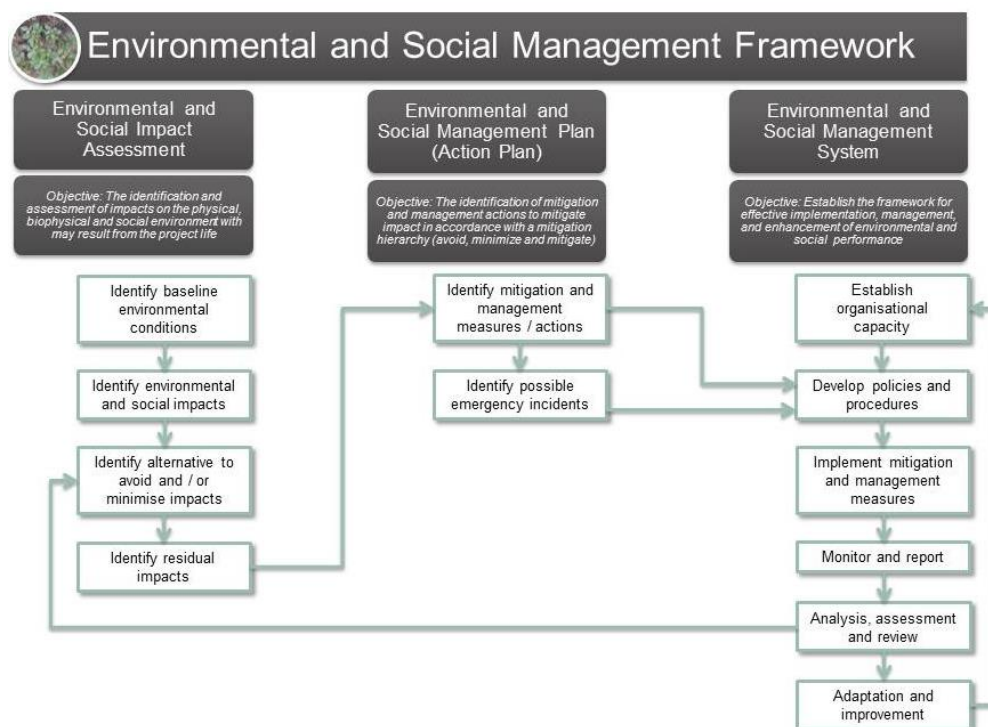 Environmental and Social Management Framework
Environmental and
Social Impact
Assessment
Objective: The identification and
assessment of impacts on the physical,
biophysical and social environment with
may result from the project life
Identify baseline
environmental
conditions
Identify environmental
and social impacts
Identify alternative to
avoid and / or
minimise impacts
Identify residual
impacts
Environmental and
Social Management Plan
(Action Plan)
Objective: The identification of mitigation
and management actions to mitigate
impact in accordance with a mitigation
hierarchy (avoid, minimize and mitigate)
Identify mitigation and
management
measures / actions
Identify possible
emergency incidents
Environmental and
Social Management
System
Objective: Establish the framework for
effective implementation, management,
and enhancement of environmental and
social performance
Establish
organisational
capacity
Develop policies and
procedures
Implement mitigation
and management
measures
Monitor and report
Analysis, assessment
and review
Adaptation and
improvement